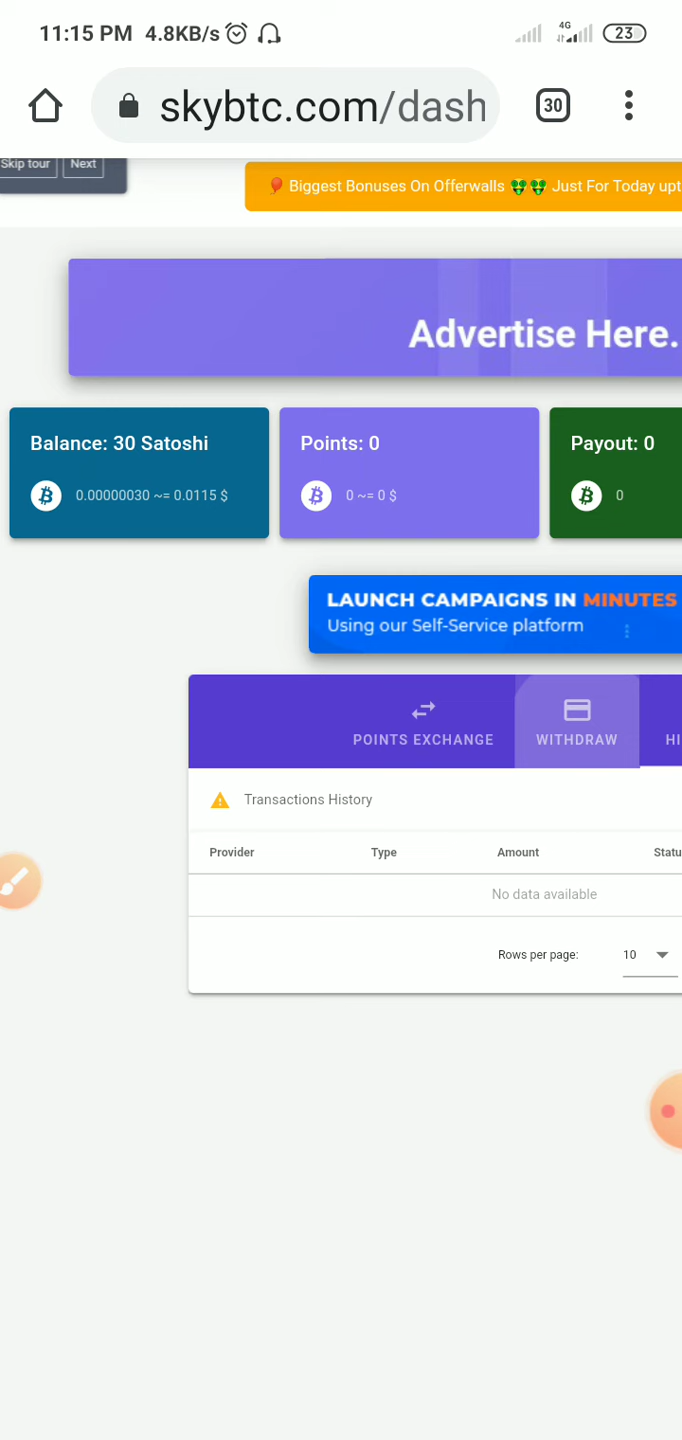 11:15 PM 4.8KB/s 4G 23
skybtc.com/dash 30
Skip tour Next
Biggest Bonuses On Offerwalls Just For Today upt
Advertise Here.
Balance: 30 Satoshi Points: 0 Payout: 0
0.00000030 ~= 0.0115 $ 0 ~= 0 $ 0
LAUNCH CAMPAIGNS IN MINUTES
Using our Self-Service platform
POINTS EXCHANGE WITHDRAW HI
Transactions History
Provider Type Amount Statu
No data available
Rows per page: 10